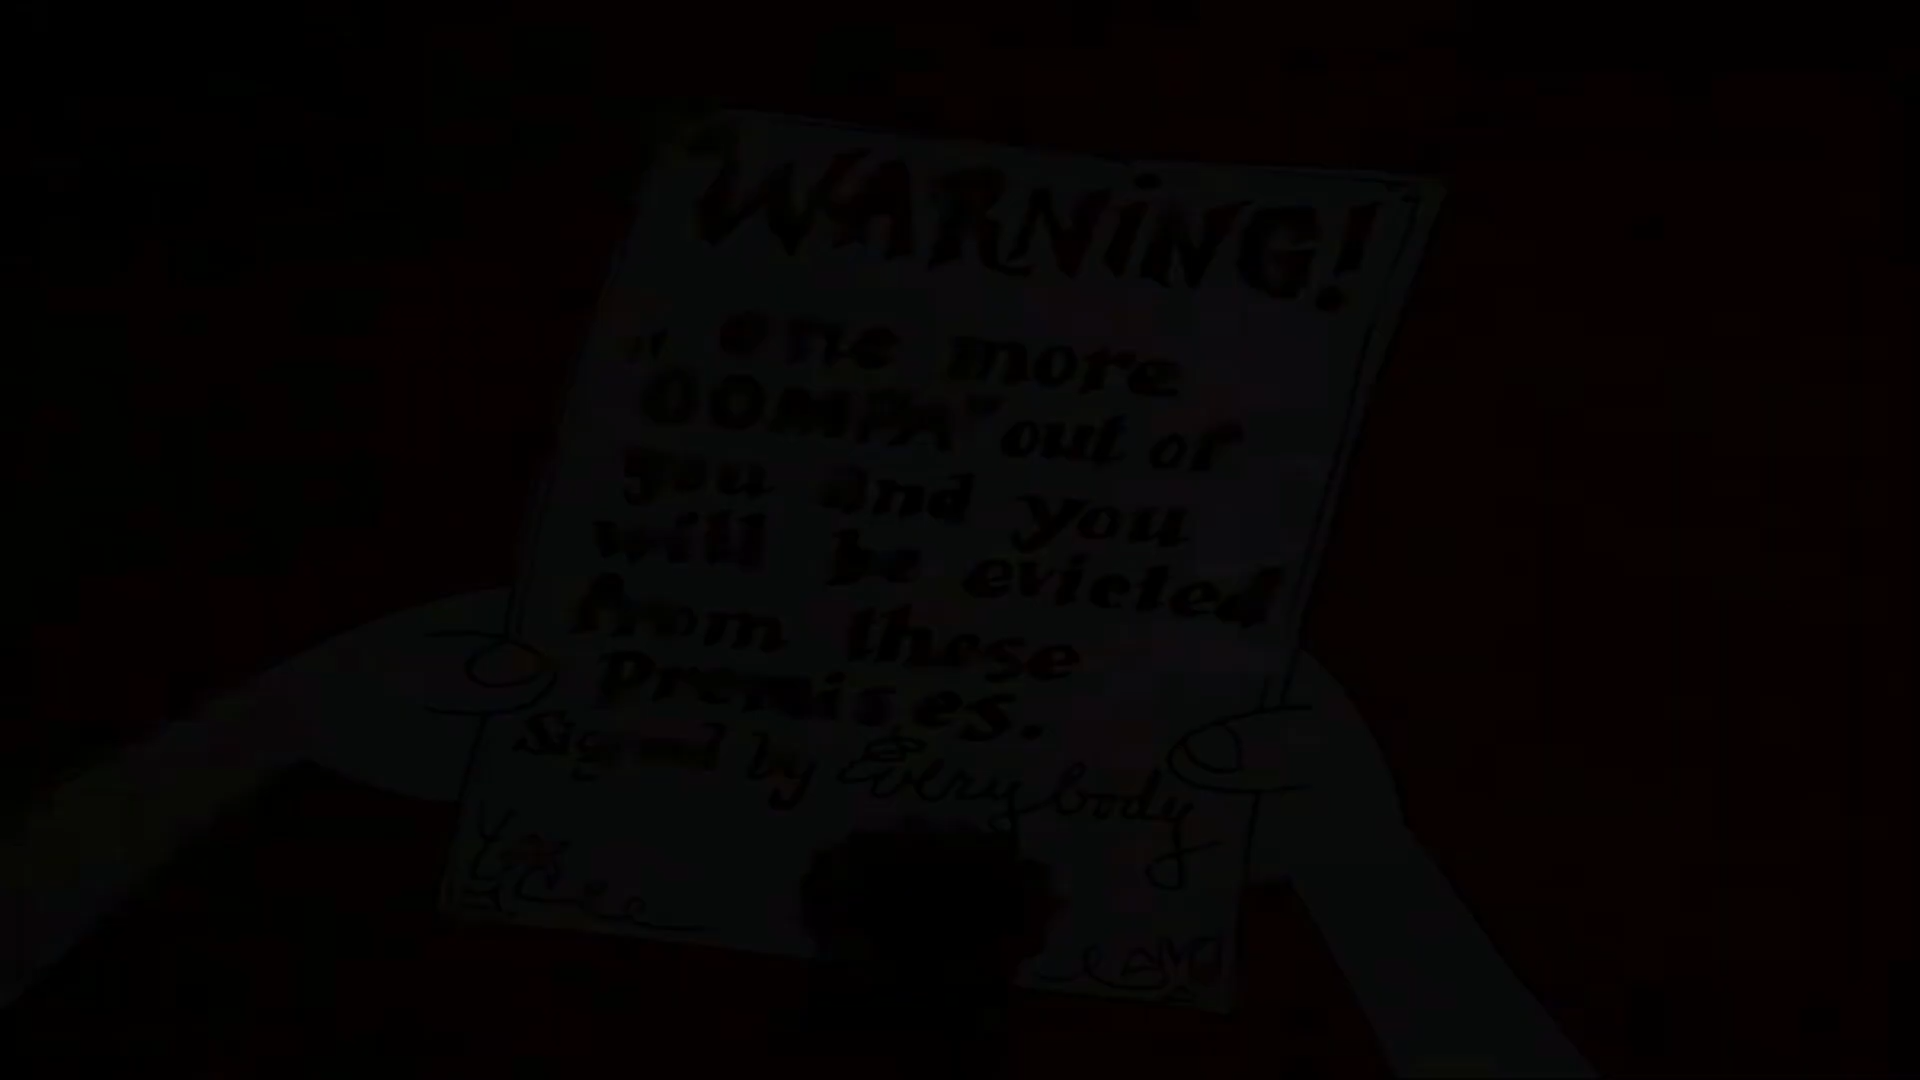 WARNiNG!
" one more
OOMPA" out of
you and you
will be evicted
from these
premises.
Signed by Everybody